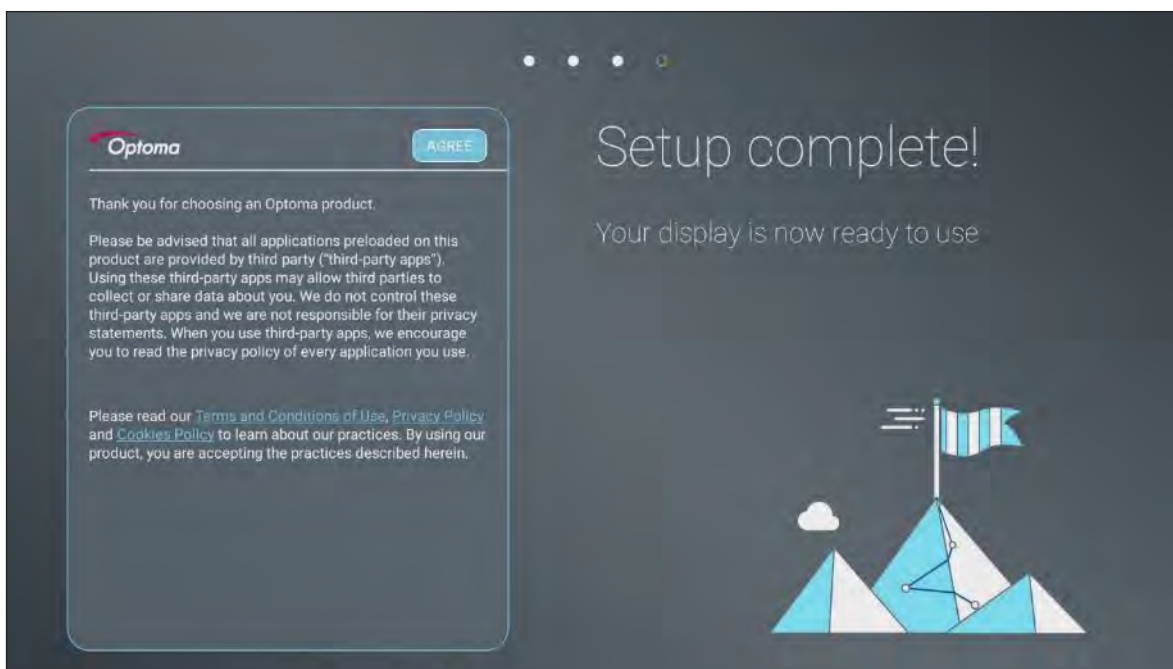 Optoma
AGREE
Thank you for choosing an Optoma product.
Please be advised that all applications preloaded on this
product are provided by third party ("third-party apps").
Using these third-party apps may allow third parties to
collect or share data about you. We do not control these
third-party apps and we are not responsible for their privacy
statements. When you use third-party apps, we encourage
you to read the privacy policy of every application you use.
Please read our Terms and Conditions of Use, Privacy Policy
and Cookies Policy to learn about our practices. By using our
product, you are accepting the practices described herein.
Setup complete!
Your display is now ready to use